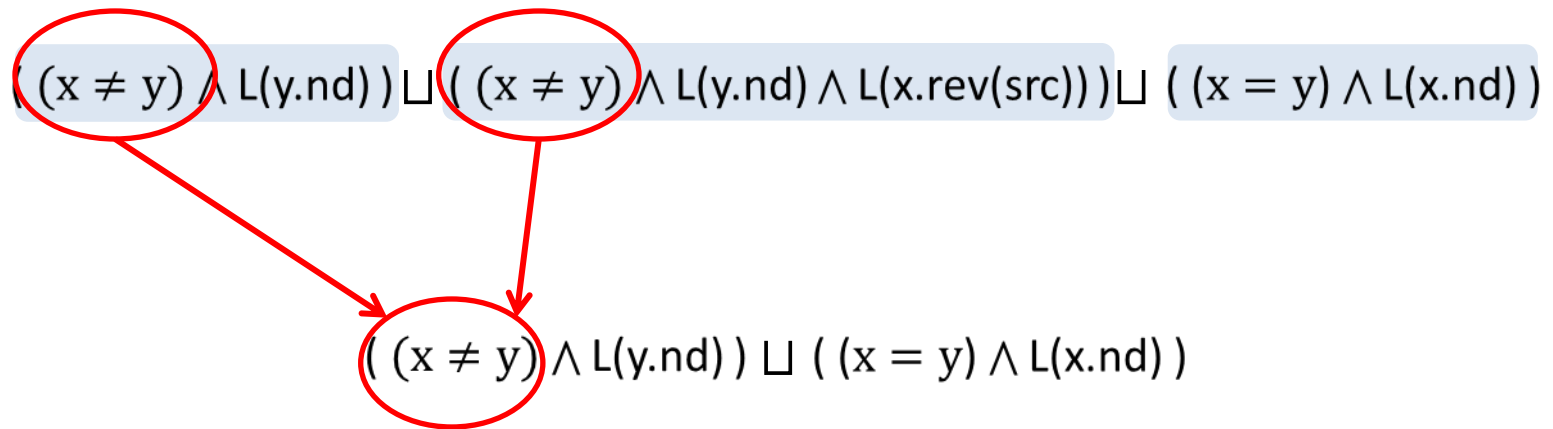 ( (x ≠ y) ∧ L(y.nd) ) ⊔ ( (x ≠ y) ∧ L(y.nd) ∧ L(x.rev(src)) ) ⊔ ( (x = y) ∧ L(x.nd) )
( (x ≠ y) ∧ L(y.nd) ) ⊔ ( (x = y) ∧ L(x.nd) )